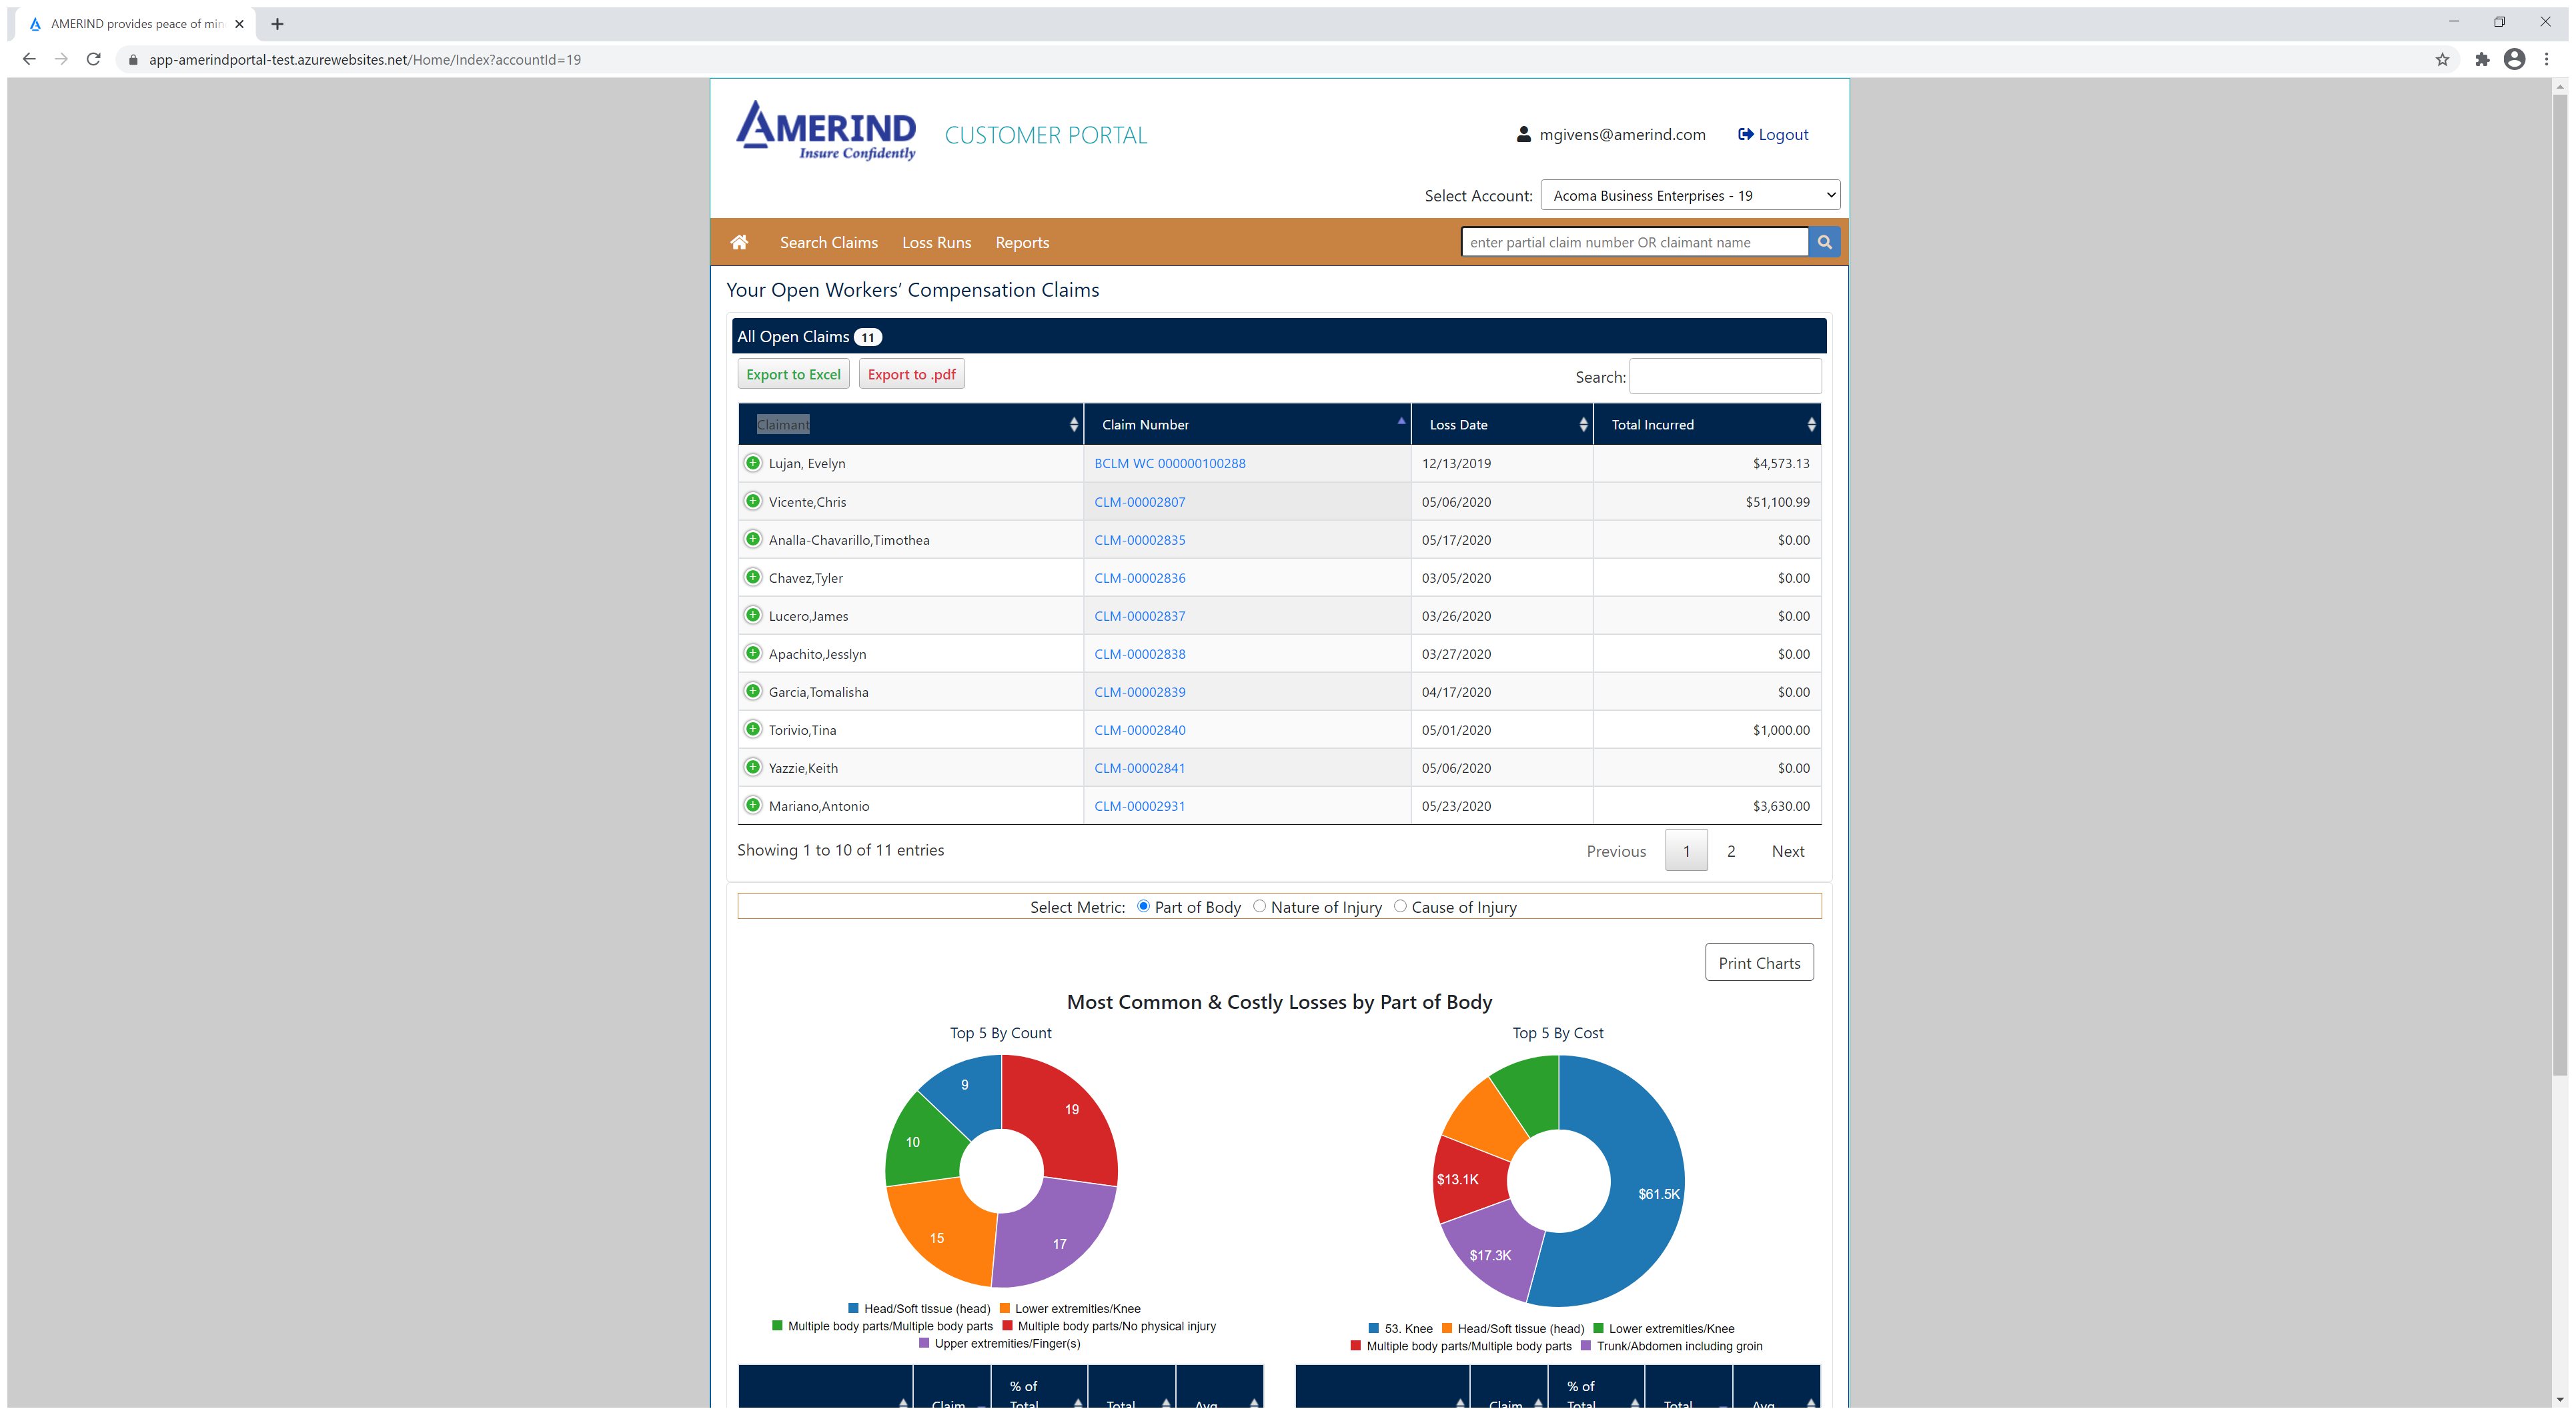 AMERIND provides peace of min
app-amerindportal-test.azurewebsites.net/Home/Index?accountId=19
AMERIND
Insure Confidently
CUSTOMER PORTAL
mgivens@amerind.com
Logout
Select Account: Acoma Business Enterprises - 19
Search Claims Loss Runs Reports enter partial claim number OR claimant name
Your Open Workers’ Compensation Claims
All Open Claims 11
Export to Excel Export to .pdf Search:
Claimant Claim Number Loss Date Total Incurred
Lujan, Evelyn BCLM WC 000000100288 12/13/2019 $4,573.13
Vicente,Chris CLM-00002807 05/06/2020 $51,100.99
Analla-Chavarillo,Timothea CLM-00002835 05/17/2020 $0.00
Chavez,Tyler CLM-00002836 03/05/2020 $0.00
Lucero,James CLM-00002837 03/26/2020 $0.00
Apachito,Jesslyn CLM-00002838 03/27/2020 $0.00
Garcia,Tomalisha CLM-00002839 04/17/2020 $0.00
Torivio,Tina CLM-00002840 05/01/2020 $1,000.00
Yazzie,Keith CLM-00002841 05/06/2020 $0.00
Mariano,Antonio CLM-00002931 05/23/2020 $3,630.00
Showing 1 to 10 of 11 entries Previous 1 2 Next
Select Metric: Part of Body Nature of Injury Cause of Injury
Print Charts
Most Common & Costly Losses by Part of Body
Top 5 By Count
9
19
10
15
17
Head/Soft tissue (head) Lower extremities/Knee
Multiple body parts/Multiple body parts Multiple body parts/No physical injury
Upper extremities/Finger(s)
Top 5 By Cost
$13.1K
$61.5K
$17.3K
53. Knee Head/Soft tissue (head) Lower extremities/Knee
Multiple body parts/Multiple body parts Trunk/Abdomen including groin
% of
Claim Total Total Avg
% of
Claim Total Total Avg